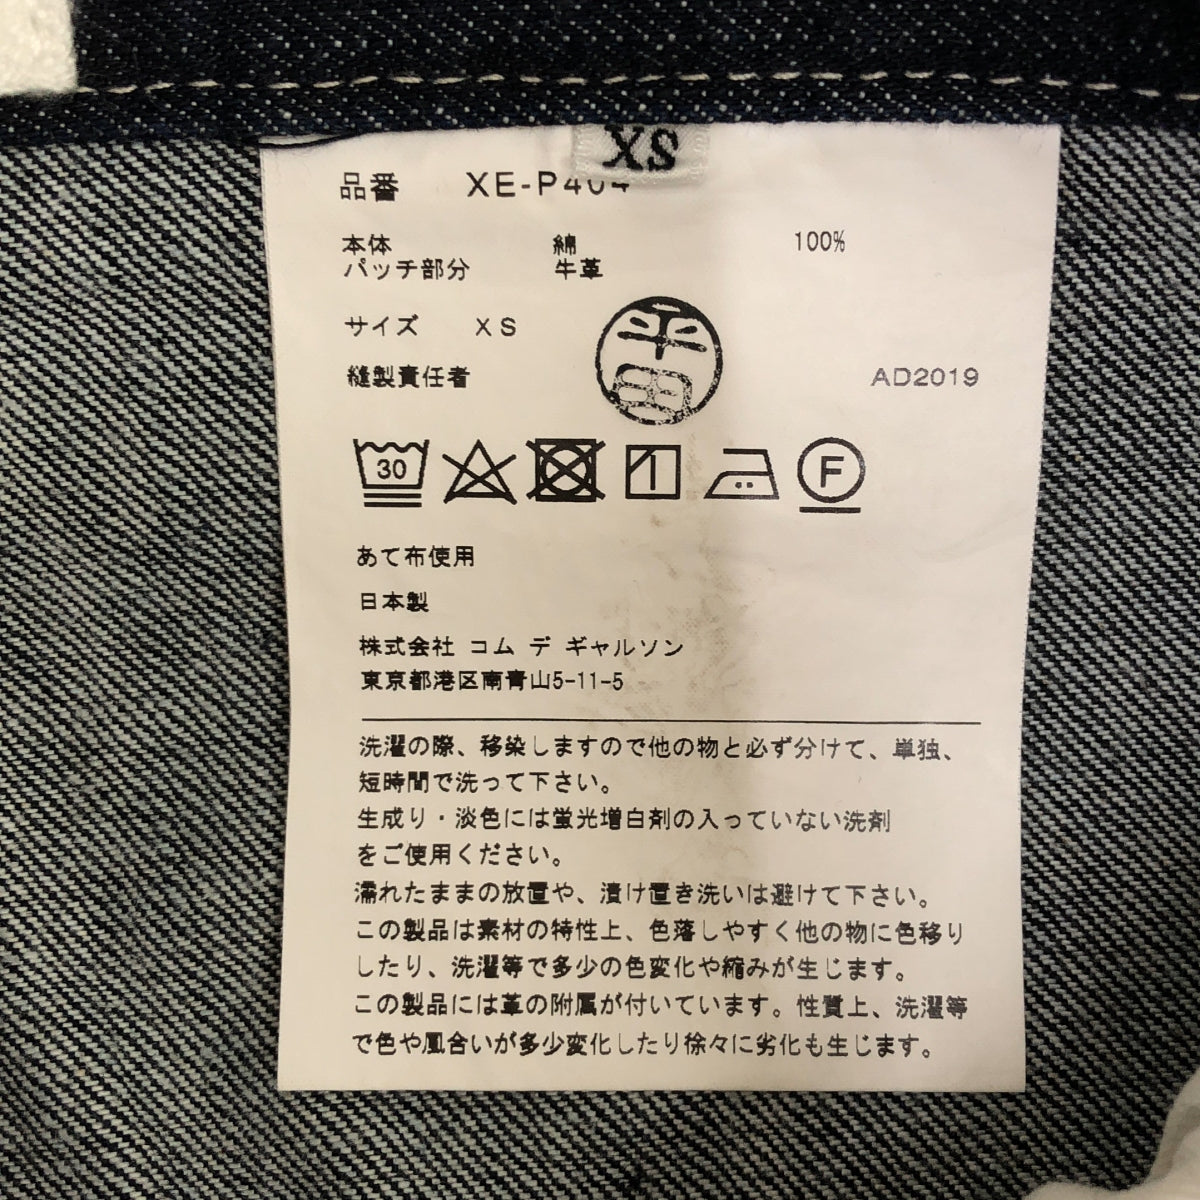 XS
品番 XE-P404
本体 綿 100%
パッチ部分 牛革
サイズ XS
平田
縫製責任者 AD2019
30 F
あて布使用
日本製
株式会社 コム デ ギャルソン
東京都港区南青山5-11-5
洗濯の際、移染しますので他の物と必ず分けて、単独、
短時間で洗って下さい。
生成り・淡色には蛍光増白剤の入っていない洗剤
をご使用ください。
濡れたままの放置や、漬け置き洗いは避けて下さい。
この製品は素材の特性上、色落しやすく他の物に色移り
したり、洗濯等で多少の色変化や縮みが生じます。
この製品には革の附属が付いています。性質上、洗濯等
で色や風合いが多少変化したり徐々に劣化も生じます。